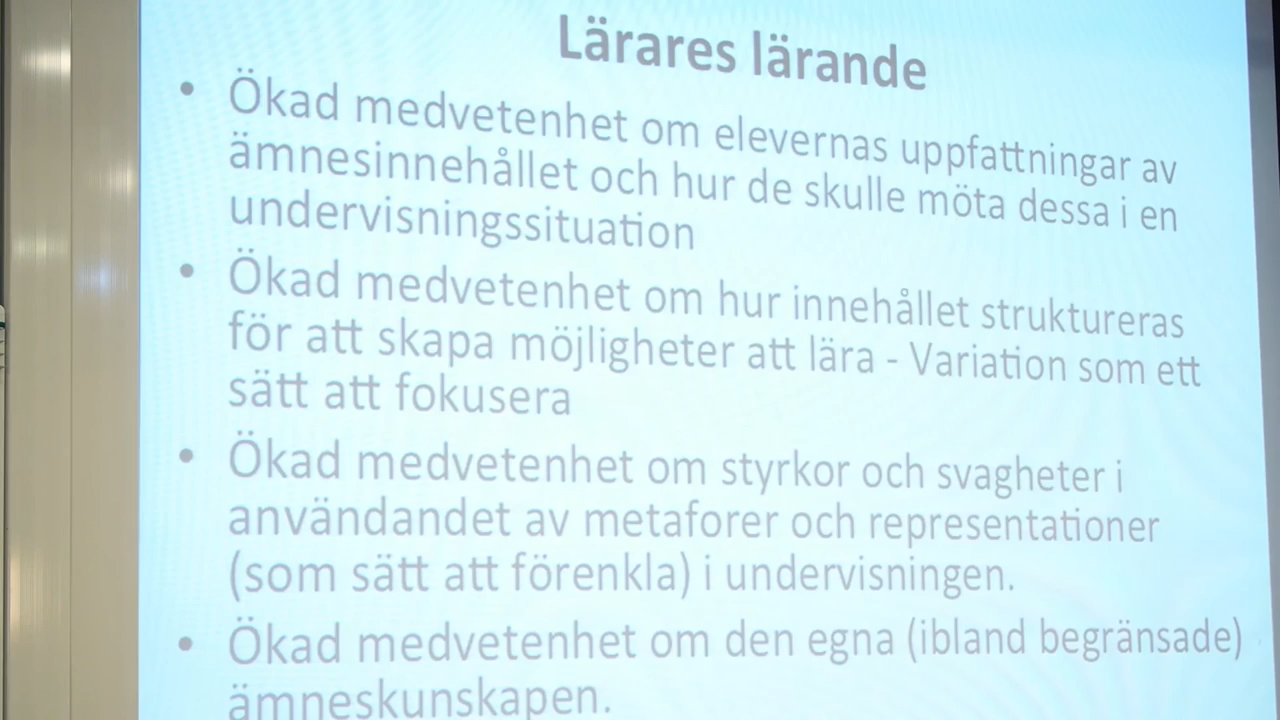 Lärares lärande
• Ökad medvetenhet om elevernas uppfattningar av
ämnesinnehållet och hur de skulle möta dessa i en
undervisningssituation
• Ökad medvetenhet om hur innehållet struktureras
för att skapa möjligheter att lära - Variation som ett
sätt att fokusera
• Ökad medvetenhet om styrkor och svagheter i
användandet av metaforer och representationer
(som sätt att förenkla) i undervisningen.
• Ökad medvetenhet om den egna (ibland begränsade)
ämneskunskapen.